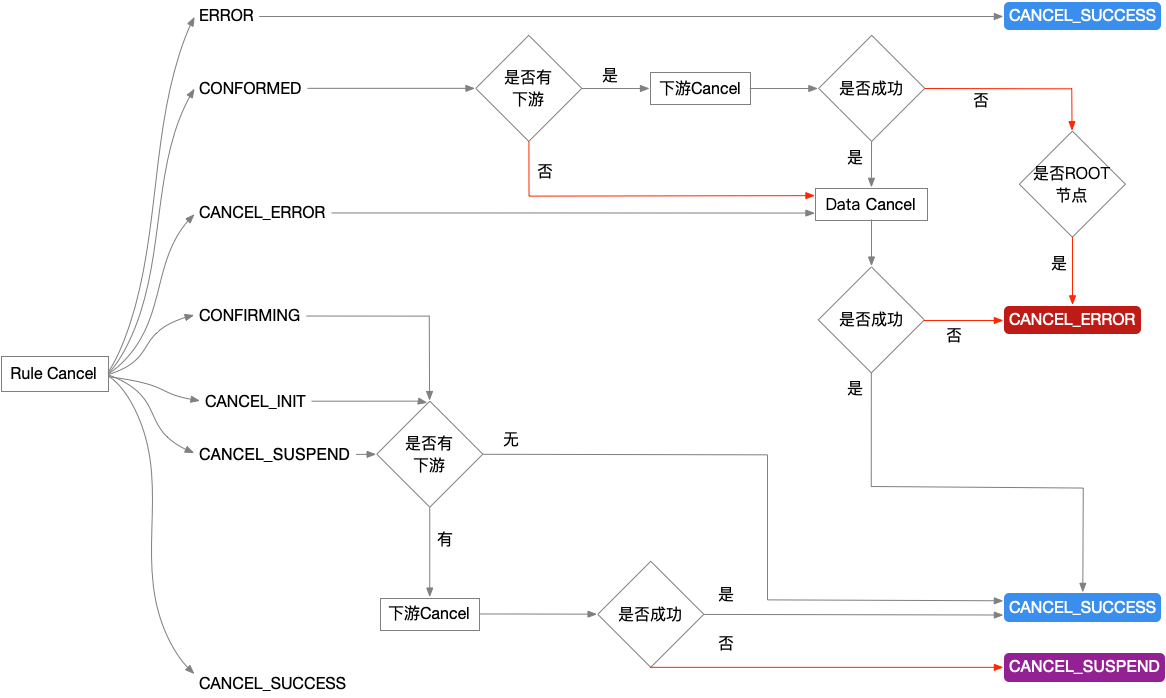 ERROR
CANCEL_SUCCESS
CONFORMED
是否有
下游
是
下游Cancel
是否成功
否
否
是
是否ROOT
节点
CANCEL_ERROR
Data Cancel
是
CONFIRMING
是否成功
否
CANCEL_ERROR
Rule Cancel
是
CANCEL_INIT
CANCEL_SUSPEND
是否有
下游
无
有
下游Cancel
是否成功
是
CANCEL_SUCCESS
否
CANCEL_SUSPEND
CANCEL_SUCCESS